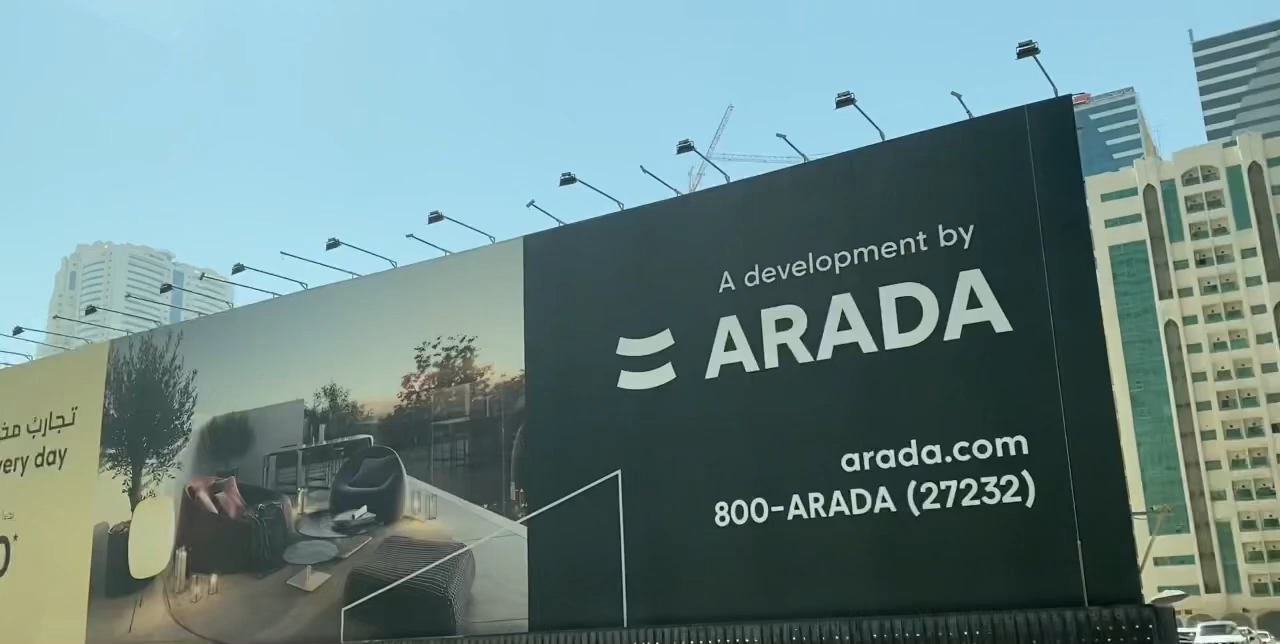 تجارب
very day
A development by
ARADA
arada.com
800-ARADA (27232)